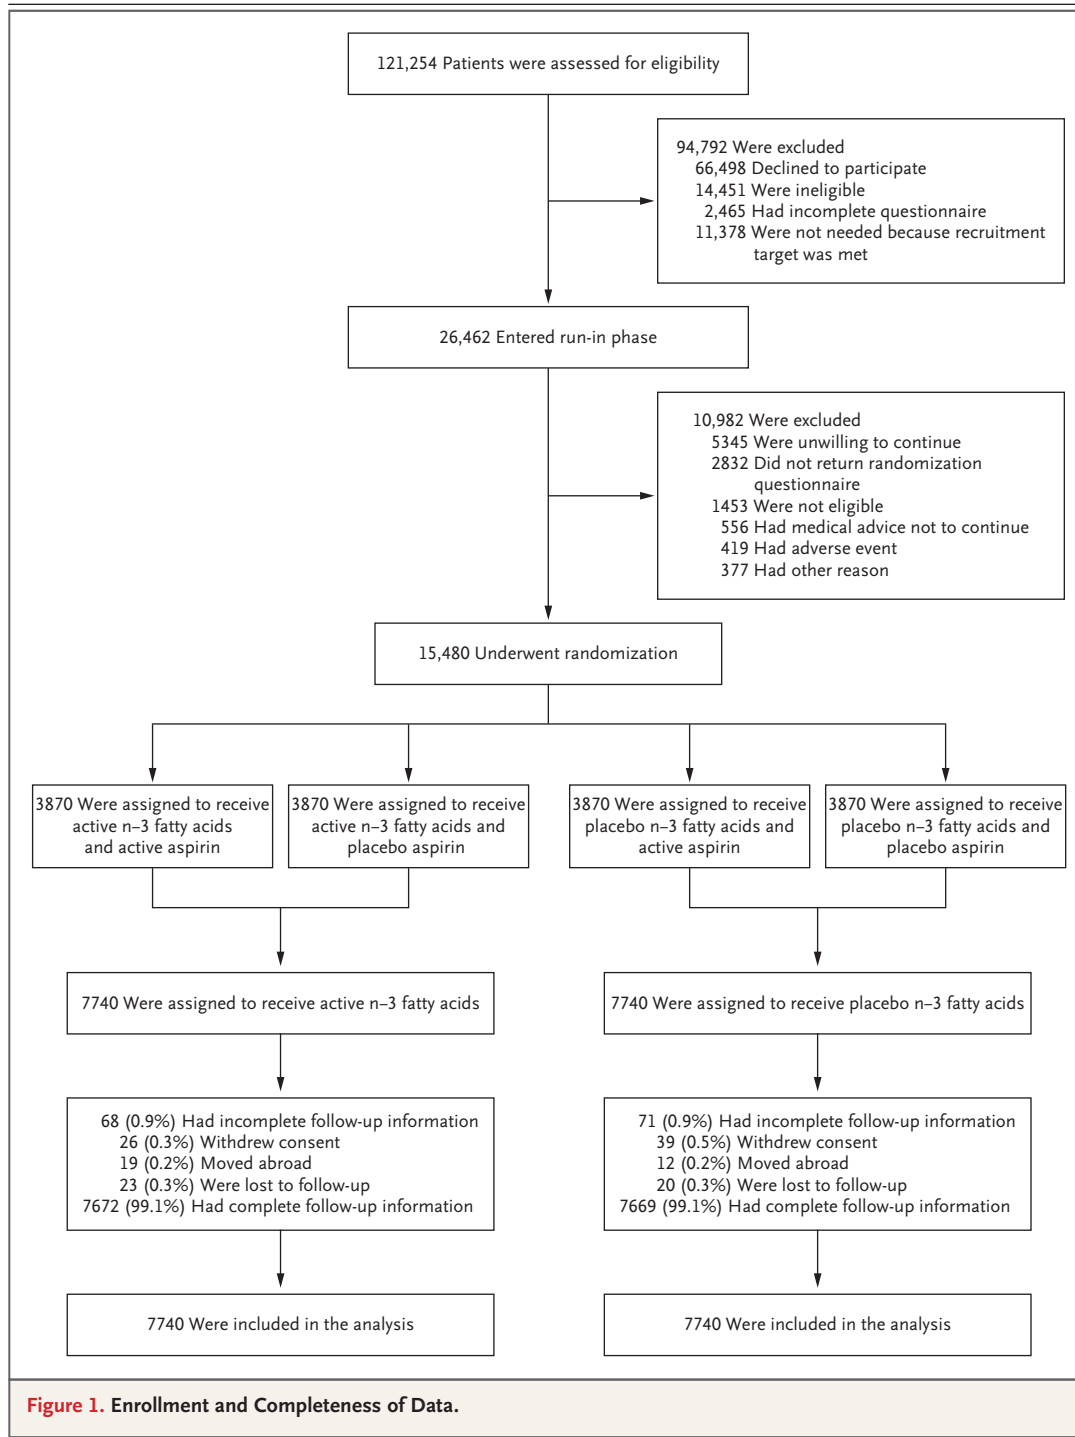 121,254 Patients were assessed for eligibility
94,792 Were excluded
66,498 Declined to participate
14,451 Were ineligible
2,465 Had incomplete questionnaire
11,378 Were not needed because recruitment
target was met
26,462 Entered run-in phase
10,982 Were excluded
5345 Were unwilling to continue
2832 Did not return randomization
questionnaire
1453 Were not eligible
556 Had medical advice not to continue
419 Had adverse event
377 Had other reason
15,480 Underwent randomization
3870 Were assigned to receive
active n–3 fatty acids
and active aspirin
3870 Were assigned to receive
active n–3 fatty acids and
placebo aspirin
3870 Were assigned to receive
placebo n–3 fatty acids and
active aspirin
3870 Were assigned to receive
placebo n–3 fatty acids and
placebo aspirin
7740 Were assigned to receive active n–3 fatty acids
7740 Were assigned to receive placebo n–3 fatty acids
68 (0.9%) Had incomplete follow-up information
26 (0.3%) Withdrew consent
19 (0.2%) Moved abroad
23 (0.3%) Were lost to follow-up
7672 (99.1%) Had complete follow-up information
71 (0.9%) Had incomplete follow-up information
39 (0.5%) Withdrew consent
12 (0.2%) Moved abroad
20 (0.3%) Were lost to follow-up
7669 (99.1%) Had complete follow-up information
7740 Were included in the analysis
7740 Were included in the analysis
Figure 1. Enrollment and Completeness of Data.